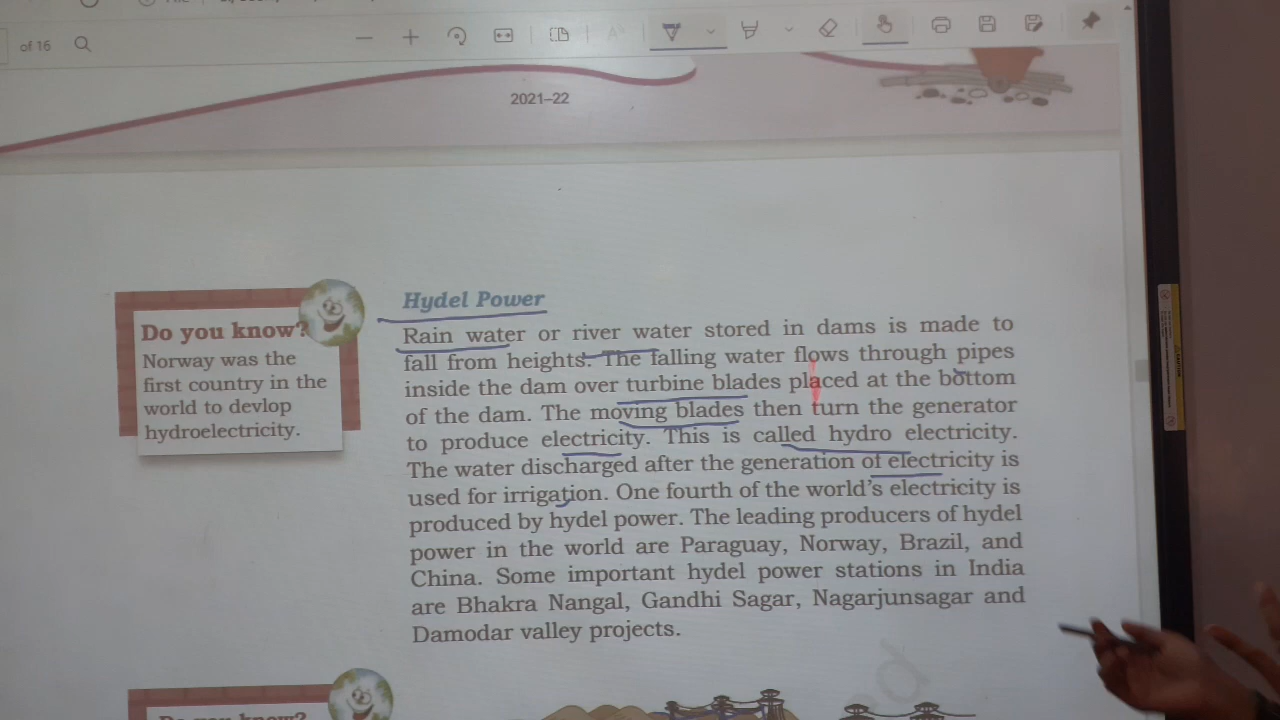 of 16
2021–22
Do you know?
Norway was the
first country in the
world to devlop
hydroelectricity.
Hydel Power
Rain water or river water stored in dams is made to
fall from heights. The falling water flows through pipes
inside the dam over turbine blades placed at the bottom
of the dam. The moving blades then turn the generator
to produce electricity. This is called hydro electricity.
The water discharged after the generation of electricity is
used for irrigation. One fourth of the world's electricity is
produced by hydel power. The leading producers of hydel
power in the world are Paraguay, Norway, Brazil, and
China. Some important hydel power stations in India
are Bhakra Nangal, Gandhi Sagar, Nagarjunsagar and
Damodar valley projects.
Do you know?